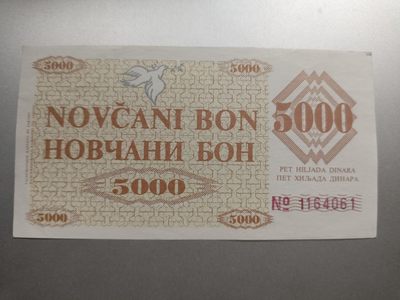 5000 5000
NOVČANI BON
НОВЧАНИ БОН
5000
5000 5000
5000
PET HILJADA DINARA
ПЕТ ХИЉАДА ДИНАРА
№ 1164061